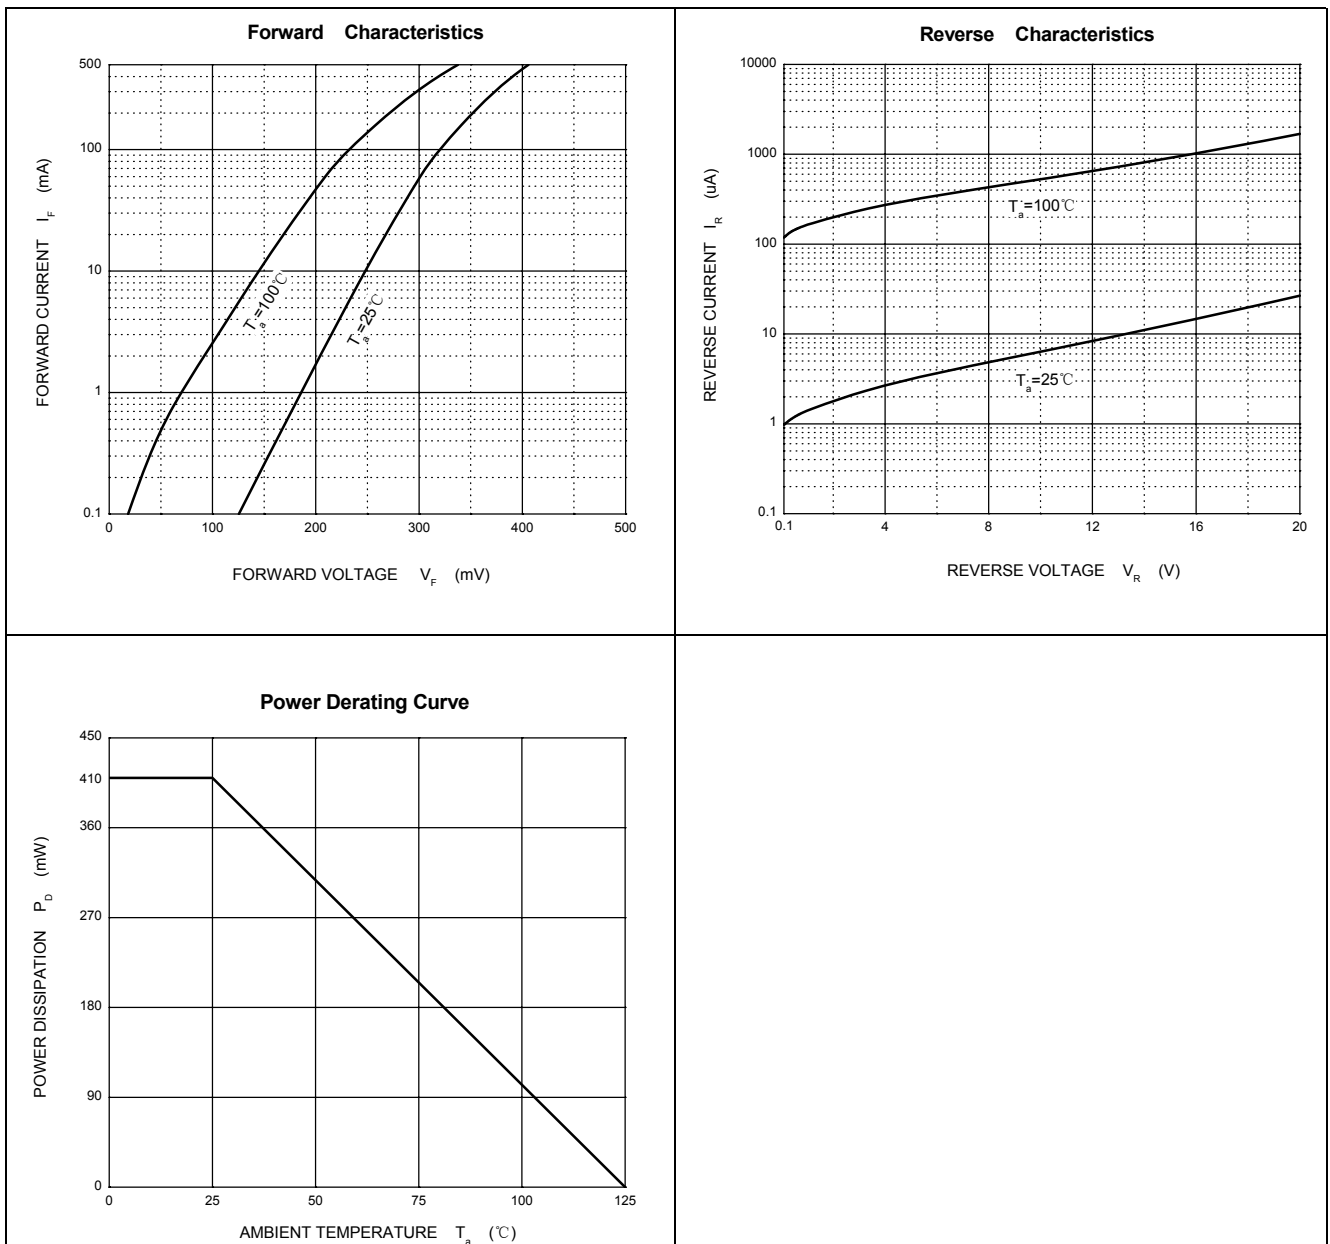 Forward Characteristics
500
100
10
1
0.1
0
100
200
300
400
500
FORWARD CURRENT I_F (mA)
T_a=100℃
T_a=25℃
FORWARD VOLTAGE V_F (mV)
Reverse Characteristics
10000
1000
100
10
1
0.1
0.1
4
8
12
16
20
REVERSE CURRENT I_R (uA)
T_a=100℃
T_a=25℃
REVERSE VOLTAGE V_R (V)
Power Derating Curve
450
410
360
270
180
90
0
0
25
50
75
100
125
POWER DISSIPATION P_D (mW)
AMBIENT TEMPERATURE T_a (℃)